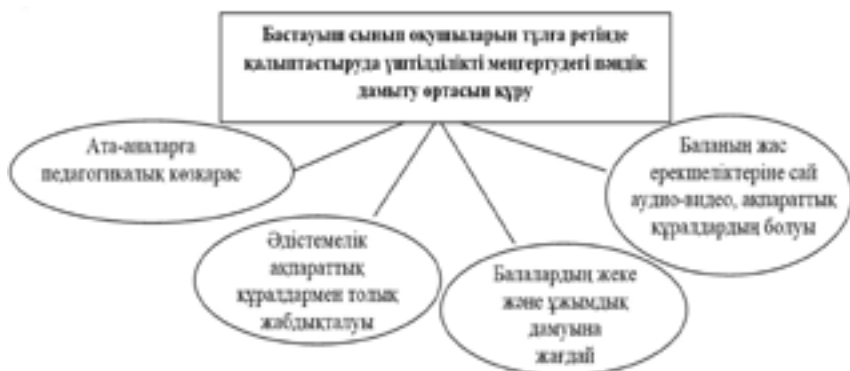 Бастауыш сынып оқушыларын тұлға ретінде
қалыптастыруда үштілділікті меңгертудегі пәндік
дамыту ортасын құру
Ата-аналарға
педагогикалық көзқарас
Әдістемелік
ақпараттық
құралдармен толық
жабдықталуы
Балалардың жеке
және ұжымдық
дамуына
жағдай
Баланың жас
ерекшеліктеріне сай
аудио-видео, ақпараттық
құралдардың болуы